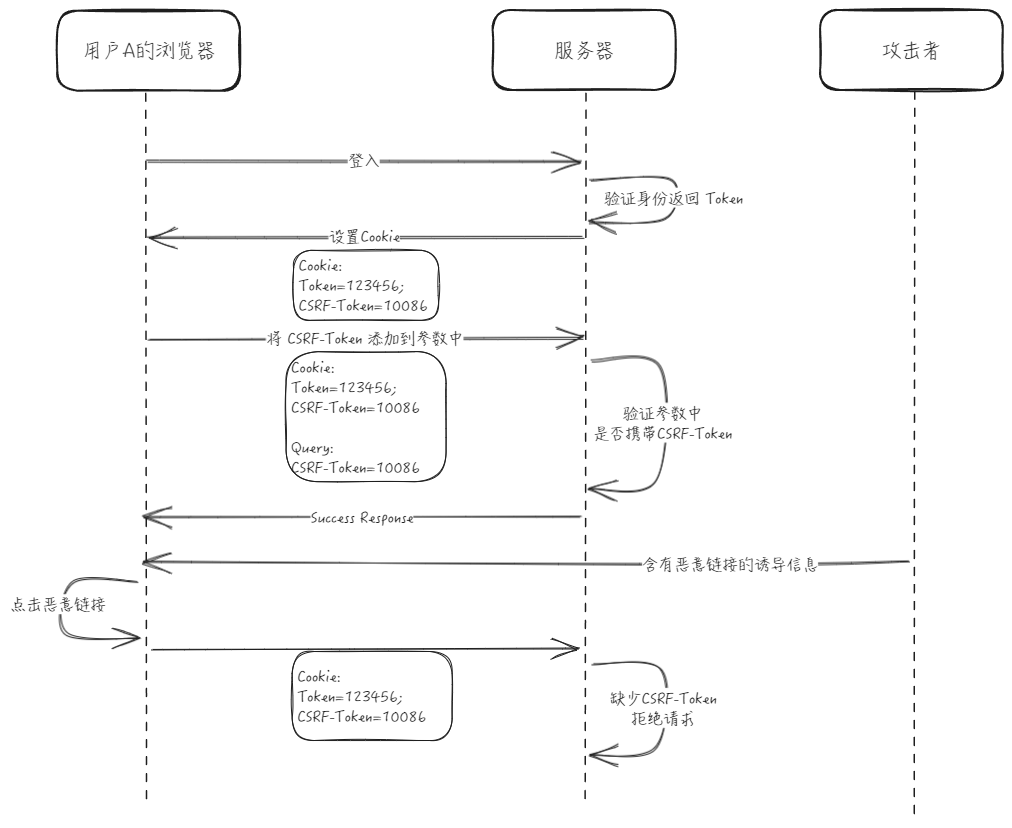 用户A的浏览器
服务器
攻击者
登入
验证身份返回 Token
设置Cookie
Cookie:
Token=123456;
CSRF-Token=10086
将 CSRF-Token 添加到参数中
Cookie:
Token=123456;
CSRF-Token=10086
Query:
CSRF-Token=10086
验证参数中
是否携带CSRF-Token
Success Response
含有恶意链接的诱导信息
点击恶意链接
Cookie:
Token=123456;
CSRF-Token=10086
缺少CSRF-Token
拒绝请求